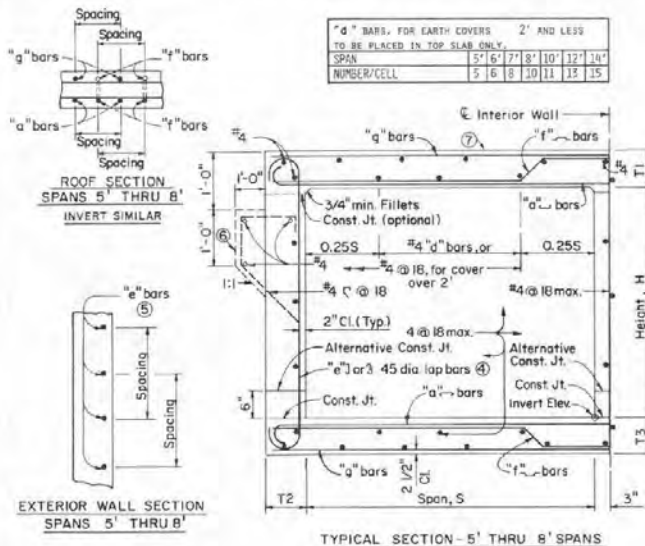 Spacing
Spacing
"g" bars
"f" bars
"a" bars
"f" bars
Spacing
Spacing
ROOF SECTION
SPANS 5' THRU 8'
INVERT SIMILAR
"e" bars
⑤
Spacing
Spacing
EXTERIOR WALL SECTION
SPANS 5' THRU 8'
"d" BARS, FOR EARTH COVERS 2' AND LESS
TO BE PLACED IN TOP SLAB ONLY.
SPAN 5' 6' 7' 8' 10' 12' 14'
NUMBER/CELL 5 6 8 10 11 13 15
℄ Interior Wall
"g" bars
⑦
"f" bars
#4
#4
T1
1'-0"
1'-0"
1'-0"
3/4" min. Fillets
Const. Jt. (optional)
"a" bars
0.25S
#4 "d" bars, or
0.25S
⑥
#4
#4 @ 18, for cover
over 2'
1:1
#4 @ 18
#4 @ 18 max.
Height, H
2" Cl. (Typ.)
4 @ 18 max.
Alternative Const. Jt.
Alternative
Const. Jt.
"e" or 45 dia. lap bars ④
6"
Const. Jt.
"a" bars
Const. Jt.
Invert Elev.
T3
"g" bars
2 1/2"
Cl.
"f" bars
T2
Span, S
3"
TYPICAL SECTION - 5' THRU 8' SPANS